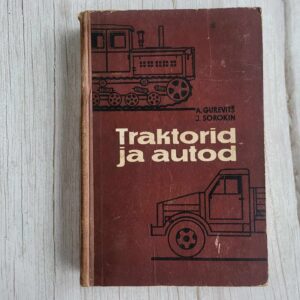 A. GUREVITŠ
J. SOROKIN
Traktorid
ja autod